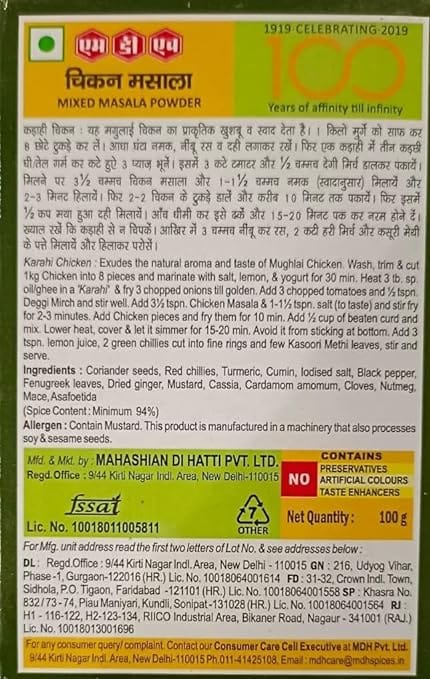 1919·CELEBRATING·2019
एम डी एच
100
चिकन मसाला
MIXED MASALA POWDER
Years of affinity till infinity
कड़ाही चिकन : यह मगुलाई चिकन का प्राकृतिक खुशबू व स्वाद देता है। 1 किलो मुर्गे को साफ कर
8 छोटे टुकड़े कर लें। आधा घंटा नमक, नींबू रस व दही लगाकर रखें। फिर एक कड़ाही में तीन कड़छी
घी/तेल गर्म कर कटे हुऐ 3 प्याज़ भूनें। इसमें 3 कटे टमाटर और ½ चम्मच देगी मिर्च डालकर पकायें।
मिलने पर 3½ चम्मच चिकन मसाला और 1-1½ चम्मच नमक (स्वादानुसार) मिलायें और
2-3 मिनट हिलायें। फिर 2-2 चिकन के टुकड़े डालें और करीब 10 मिनट तक पकायें। फिर इसमें
½ कप मथा हुआ दही मिलायें। आँच धीमी कर इसे ढकें और 15-20 मिनट पक कर नरम होने दें।
ख्याल रखें कि कड़ाही से न चिपकें। आखिर में 3 चम्मच नींबू कर रस, 2 कटी हरी मिर्च और कसूरी मेथी
के पत्ते मिलायें और हिलाकर परोसें।
Karahi Chicken : Exudes the natural aroma and taste of Mughlai Chicken. Wash, trim & cut
1kg Chicken into 8 pieces and marinate with salt, lemon, & yogurt for 30 min. Heat 3 tb. sp.
oil/ghee in a 'Karahi' & fry 3 chopped onions till golden. Add 3 chopped tomatoes and ½ tspn.
Deggi Mirch and stir well. Add 3½ tspn. Chicken Masala & 1-1½ tspn. salt (to taste) and stir fry
for 2-3 minutes. Add Chicken pieces and fry them for 10 min. Add ½ cup of beaten curd and
mix. Lower heat, cover & let it simmer for 15-20 min. Avoid it from sticking at bottom. Add 3
tspn. lemon juice, 2 green chillies cut into fine rings and few Kasoori Methi leaves, stir and
serve.
Ingredients : Coriander seeds, Red chillies, Turmeric, Cumin, Iodised salt, Black pepper,
Fenugreek leaves, Dried ginger, Mustard, Cassia, Cardamom amomum, Cloves, Nutmeg,
Mace, Asafoetida
(Spice Content : Minimum 94%)
Allergen : Contain Mustard. This product is manufactured in a machinery that also processes
soy & sesame seeds.
Mfd. & Mkt. by : MAHASHIAN DI HATTI PVT. LTD.
Regd. Office : 9/44 Kirti Nagar Indl. Area, New Delhi-110015
fssai
Lic. No. 10018011005811
7
OTHER
CONTAINS
NO
PRESERVATIVES
ARTIFICIAL COLOURS
TASTE ENHANCERS
Net Quantity : 100 g
For Mfg. unit address read the first two letters of Lot No. & see addresses below :
DL : Regd.Office : 9/44 Kirti Nagar Indl. Area, New Delhi - 110015 GN : 216, Udyog Vihar,
Phase-1, Gurgaon-122016 (HR.) Lic. No. 10018064001614 FD : 31-32, Crown Indl. Town,
Sidhola, P.O. Tigaon, Faridabad -121101 (HR.) Lic. No. 10018064001558 SP : Khasra No.
832/73-74, Piau Maniyari, Kundli, Sonipat-131028 (HR.) Lic. No. 10018064001564 RJ :
H1 - 116-122, H2-123-134, RIICO Industrial Area, Bikaner Road, Nagaur - 341001 (RAJ.)
Lic. No. 10018013001696
For any consumer query/ complaint. Contact our Consumer Care Cell Executive at MDH Pvt. Ltd.
9/44 Kirti Nagar Indl. Area, New Delhi-110015 Ph.011-41425108, Email : mdhcare@mdhspices.in